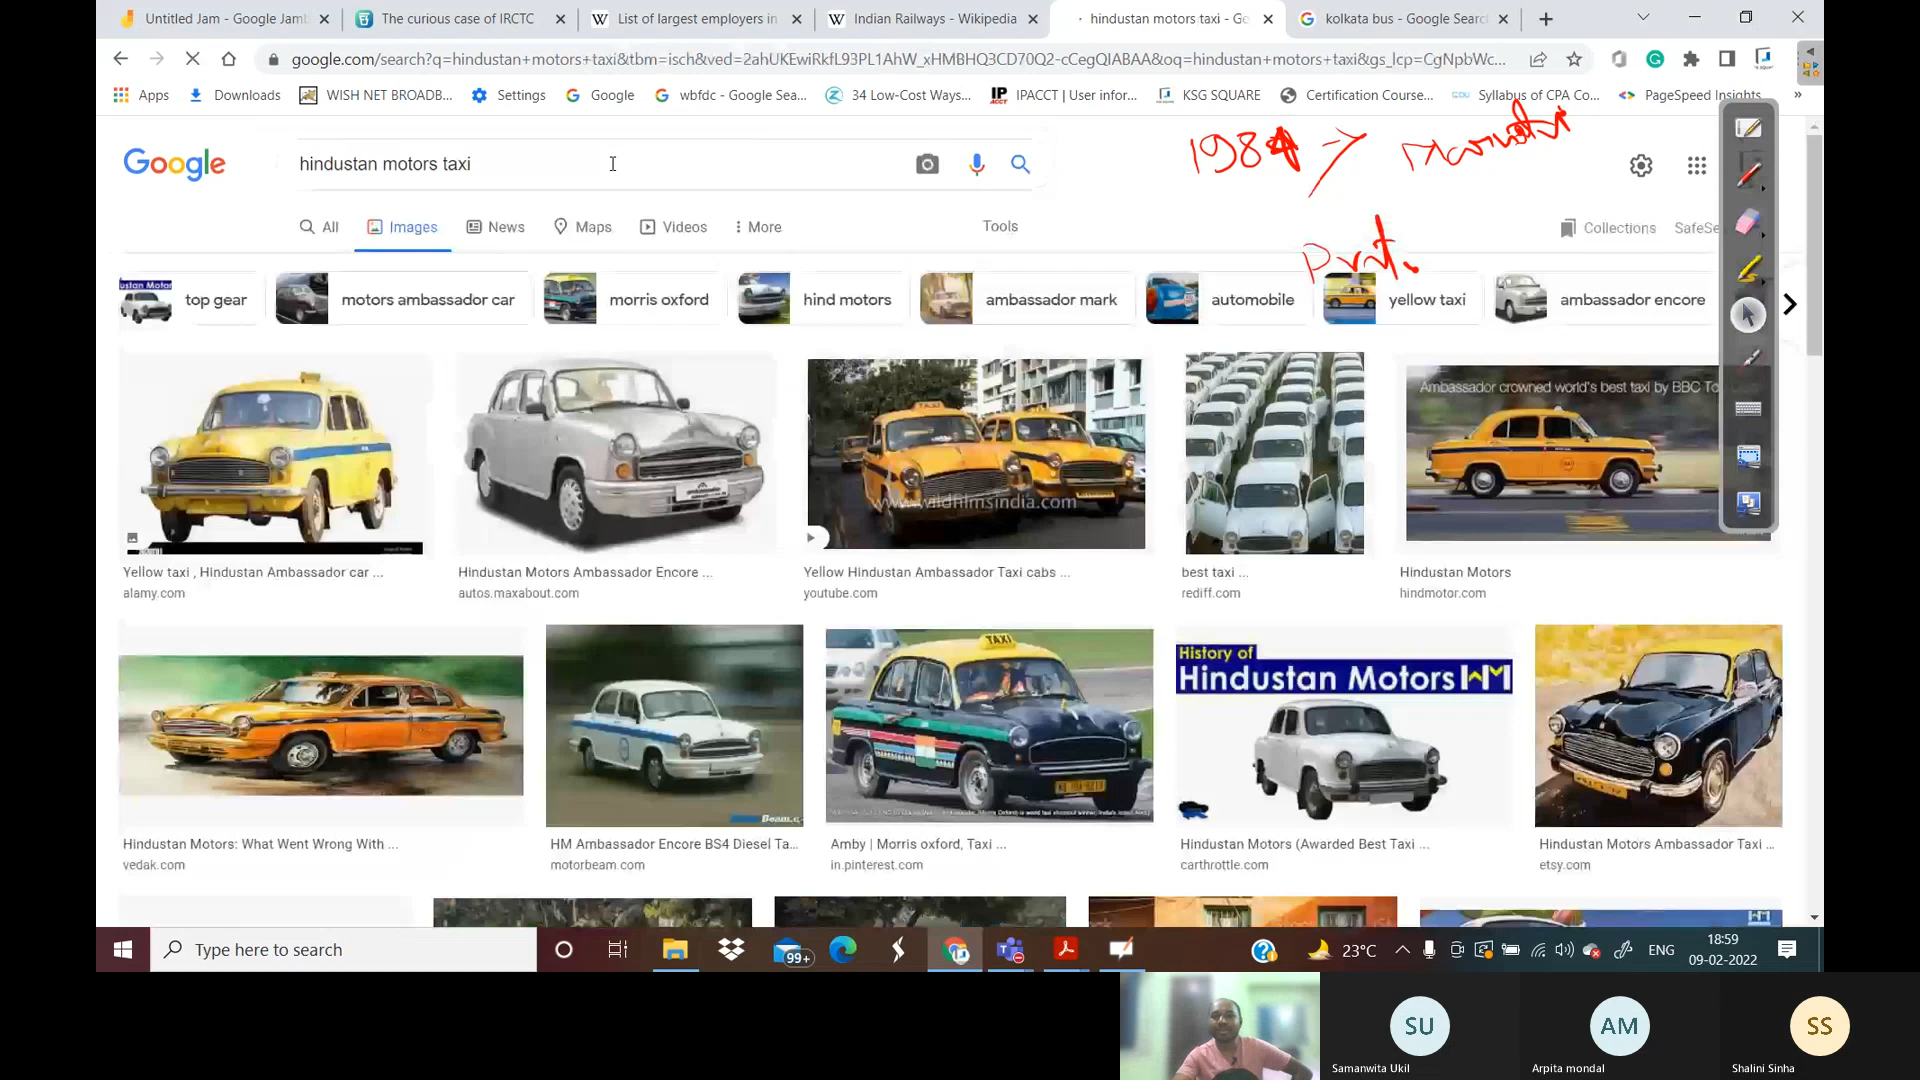 Untitled Jam - Google Jam
The curious case of IRCTC
List of largest employers in
Indian Railways - Wikipedia
hindustan motors taxi - Go
kolkata bus - Google Search
google.com/search?q=hindustan+motors+taxi&tbm=isch&ved=2ahUKEwiRkfL93PL1AhW_xHMBHQ3CD70Q2-cCegQIABAA&oq=hindustan+motors+taxi&gs_lcp=CgNpbWc...
Apps
Downloads
WISH NET BROADB...
Settings
Google
wbfdc - Google Sea...
34 Low-Cost Ways...
IPACCT | User infor...
KSG SQUARE
Certification Course...
Syllabus of CPA Co...
PageSpeed Insights
1984 → Maruti
Google
hindustan motors taxi
Pvt.
All
Images
News
Maps
Videos
More
Tools
Collections
SafeSe
top gear
motors ambassador car
morris oxford
hind motors
ambassador mark
automobile
yellow taxi
ambassador encore
Ambassador crowned world's best taxi by BBC To
www.wildfilmsindia.com
Yellow taxi , Hindustan Ambassador car ...
alamy.com
Hindustan Motors Ambassador Encore ...
autos.maxabout.com
Yellow Hindustan Ambassador Taxi cabs ...
youtube.com
best taxi ...
rediff.com
Hindustan Motors
hindmotor.com
TAXI
History of
Hindustan Motors HM
Hindustan Motors: What Went Wrong With ...
vedak.com
HM Ambassador Encore BS4 Diesel Ta...
motorbeam.com
Amby | Morris oxford, Taxi ...
in.pinterest.com
Hindustan Motors (Awarded Best Taxi ...
carthrottle.com
Hindustan Motors Ambassador Taxi ...
etsy.com
Type here to search
99+
23°C
ENG
18:59
09-02-2022
SU
AM
SS
Samanwita Ukil
Arpita mondal
Shalini Sinha